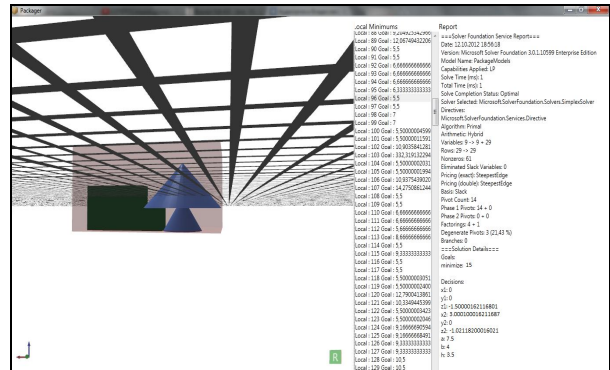 Packager
Local Minimums
Report
Local : 88 Goal : 9,204925342966
Local : 89 Goal : 12,06749432206
Local : 90 Goal : 5,5
Local : 91 Goal : 5,5
Local : 92 Goal : 6,66666666666
Local : 93 Goal : 6,66666666666
Local : 94 Goal : 6,66666666666
Local : 95 Goal : 6,33333333333
Local : 96 Goal : 5,5
Local : 97 Goal : 5,5
Local : 98 Goal : 7
Local : 99 Goal : 7
Local : 100 Goal : 5,50000004599
Local : 101 Goal : 5,50000011591
Local : 102 Goal : 10,9035841281
Local : 103 Goal : 332,319132294
Local : 104 Goal : 5,50000002031
Local : 105 Goal : 5,50000001994
Local : 106 Goal : 10,9375439020
Local : 107 Goal : 14,2750861244
Local : 108 Goal : 5,5
Local : 109 Goal : 5,5
Local : 110 Goal : 6,66666666666
Local : 111 Goal : 6,66666666666
Local : 112 Goal : 5,66666666666
Local : 113 Goal : 8,66666666666
Local : 114 Goal : 5,5
Local : 115 Goal : 9,33333333333
Local : 116 Goal : 5,5
Local : 117 Goal : 5,5
Local : 118 Goal : 5,50000003051
Local : 119 Goal : 5,50000002400
Local : 120 Goal : 12,7900413861
Local : 121 Goal : 10,3349445399
Local : 122 Goal : 5,50000003423
Local : 123 Goal : 5,50000002046
Local : 124 Goal : 9,16666690594
Local : 125 Goal : 9,16666668491
Local : 126 Goal : 9,33333333333
Local : 127 Goal : 9,33333333333
Local : 128 Goal : 10,5
Local : 129 Goal : 10,5
===Solver Foundation Service Report===
Date: 12.10.2012 18:56:18
Version: Microsoft Solver Foundation 3.0.1.10599 Enterprise Edition
Model Name: PackageModels
Capabilities Applied: LP
Solve Time (ms): 1
Total Time (ms): 1
Solve Completion Status: Optimal
Solver Selected: Microsoft.SolverFoundation.Solvers.SimplexSolver
Directives:
Microsoft.SolverFoundation.Services.Directive
Algorithm: Primal
Arithmetic: Hybrid
Variables: 9 -> 9 + 29
Rows: 29 -> 29
Nonzeros: 61
Eliminated Slack Variables: 0
Pricing (exact): SteepestEdge
Pricing (double): SteepestEdge
Basis: Slack
Pivot Count: 14
Phase 1 Pivots: 14 + 0
Phase 2 Pivots: 0 + 0
Factorings: 4 + 1
Degenerate Pivots: 3 (21,43 %)
Branches: 0
===Solution Details===
Goals:
minimize: 15
Decisions:
x1: 0
y1: 0
z1: -1.50000162116801
x2: 3.000100016211687
y2: 0
z2: -1.02118200016021
a: 7.5
b: 4
h: 3.5
R